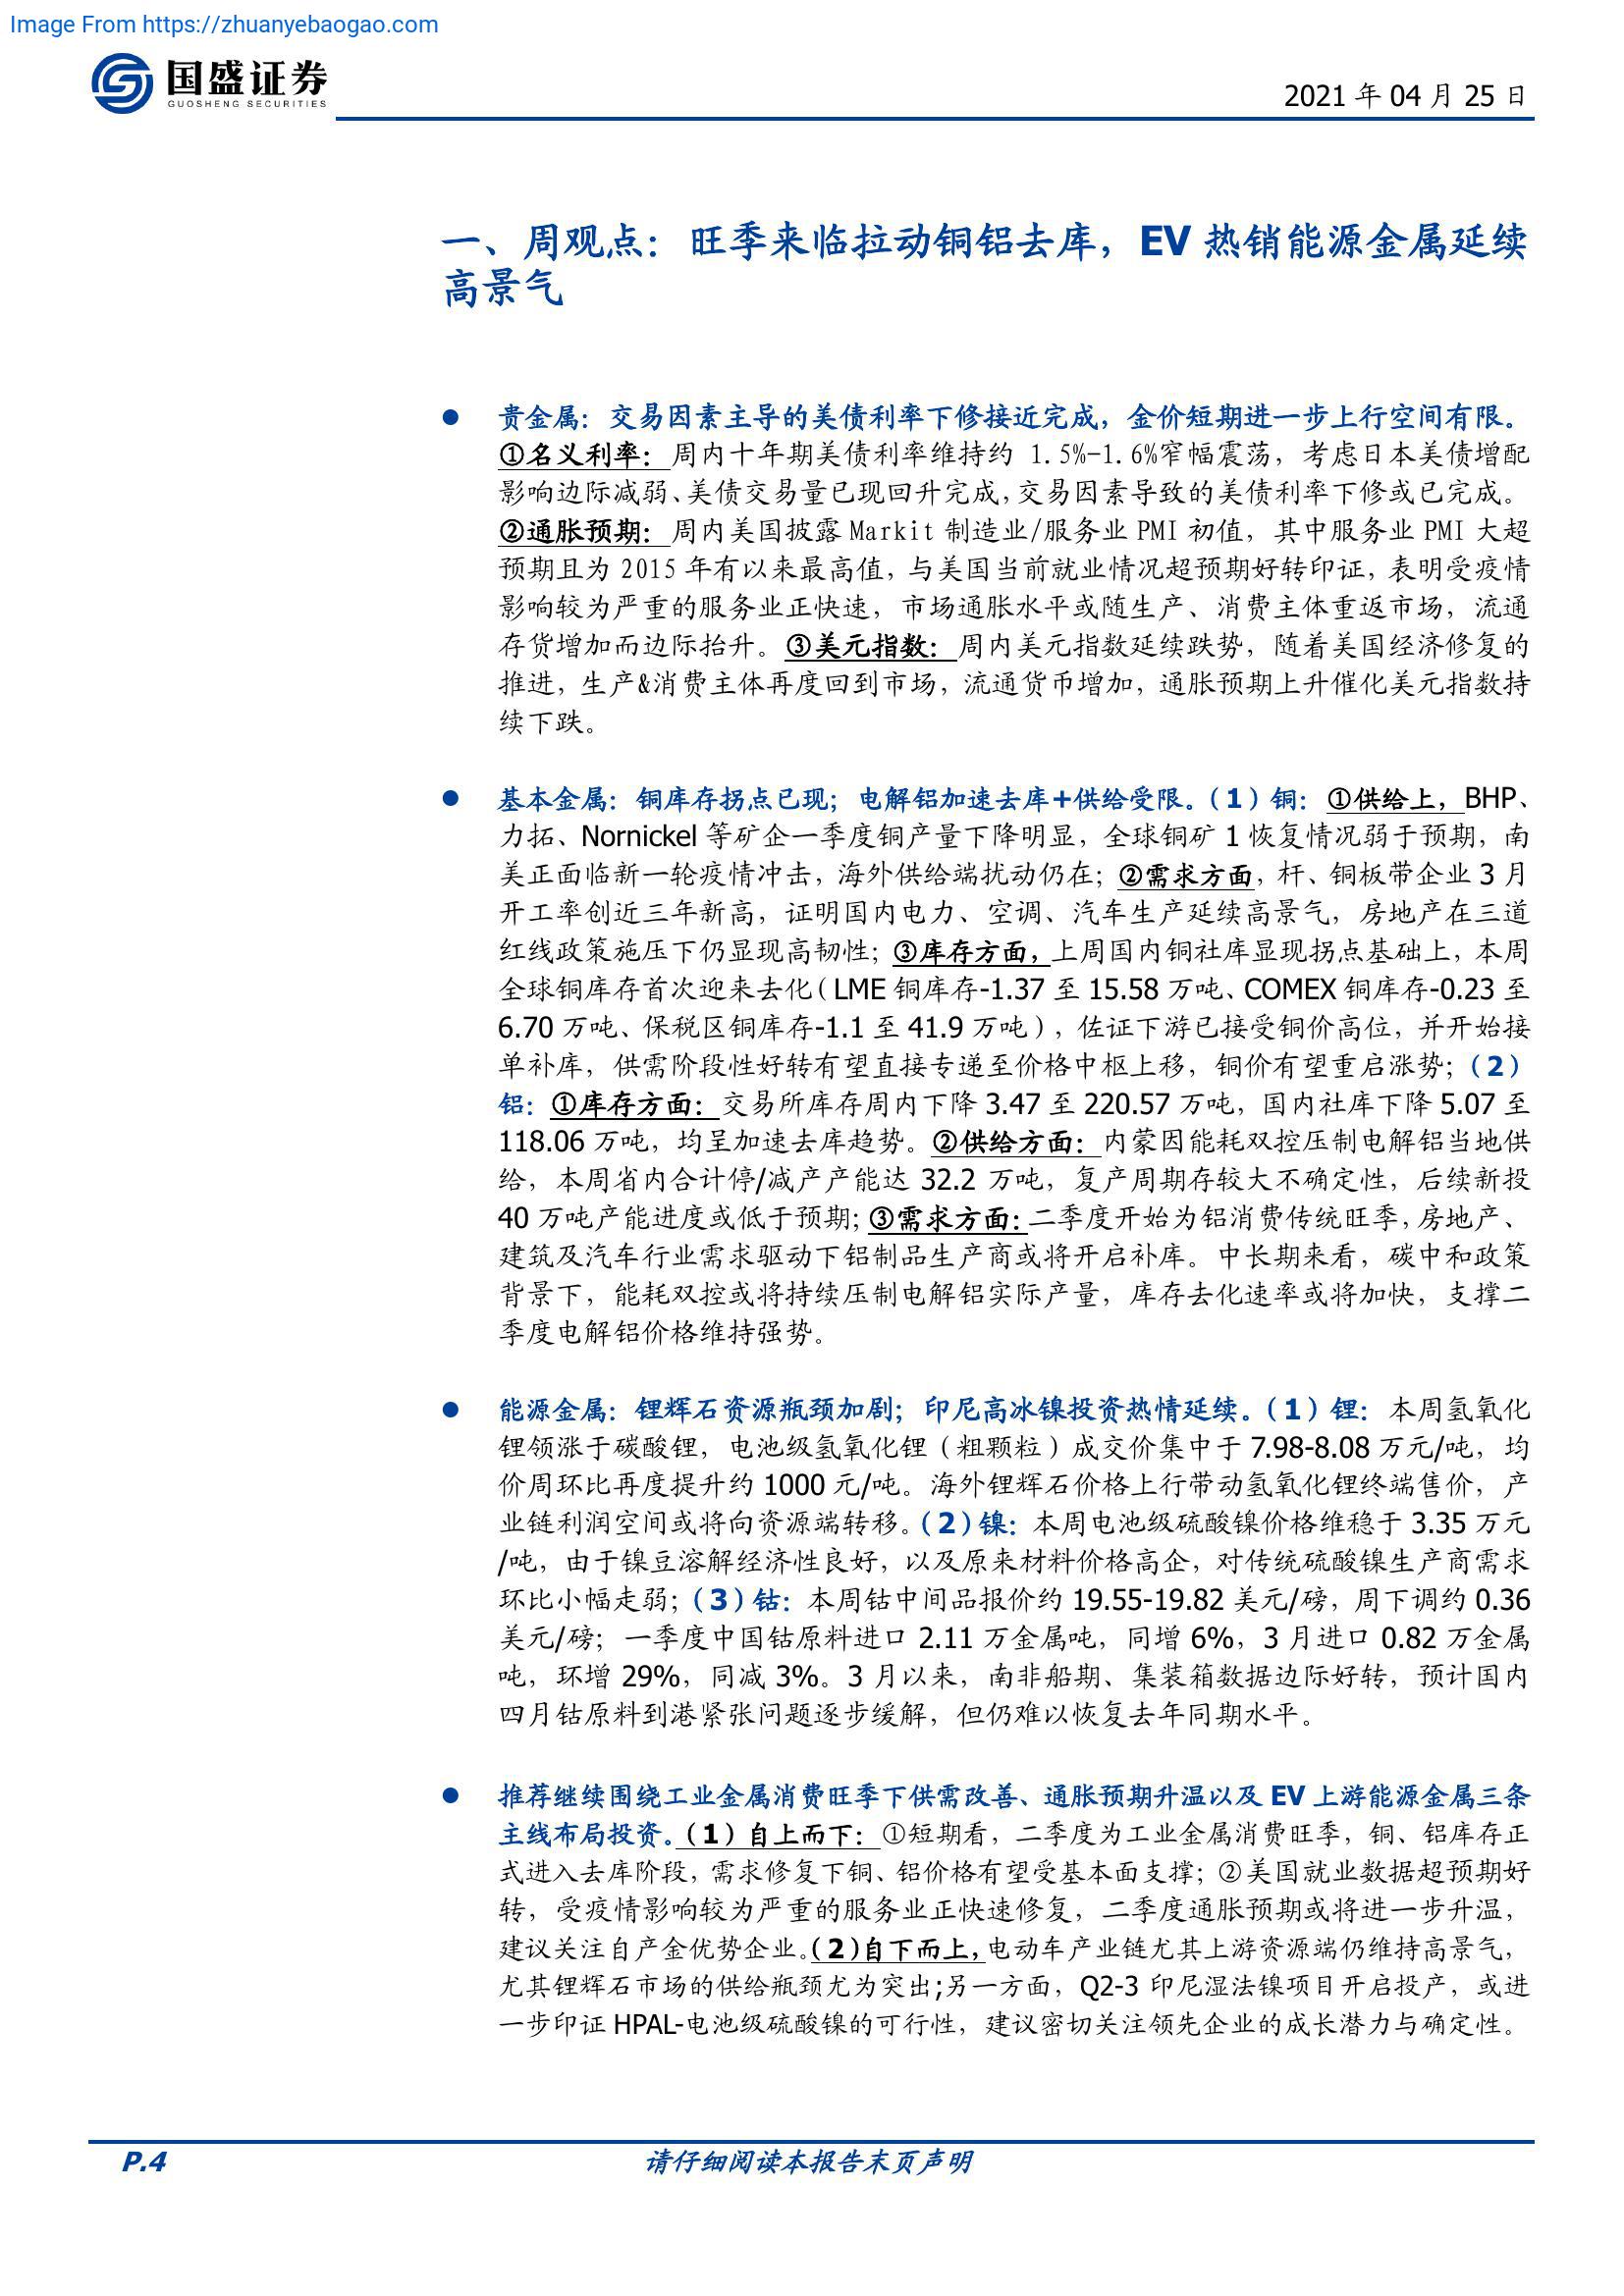 Image From https://zhuanyebaogao.com
国盛证券
GUOSHENG SECURITIES
2021 年 04 月 25 日
一、周观点：旺季来临拉动铜铝去库，EV 热销能源金属延续
高景气
● 贵金属：交易因素主导的美债利率下修接近完成，金价短期进一步上行空间有限。
①名义利率：周内十年期美债利率维持约 1.5%-1.6%窄幅震荡，考虑日本美债增配
影响边际减弱、美债交易量已现回升完成，交易因素导致的美债利率下修或已完成。
②通胀预期：周内美国披露 Markit 制造业/服务业 PMI 初值，其中服务业 PMI 大超
预期且为 2015 年有以来最高值，与美国当前就业情况超预期好转印证，表明受疫情
影响较为严重的服务业正快速，市场通胀水平或随生产、消费主体重返市场，流通
存货增加而边际抬升。③美元指数：周内美元指数延续跌势，随着美国经济修复的
推进，生产&消费主体再度回到市场，流通货币增加，通胀预期上升催化美元指数持
续下跌。
● 基本金属：铜库存拐点已现；电解铝加速去库+供给受限。（1）铜：①供给上，BHP、
力拓、Nornickel 等矿企一季度铜产量下降明显，全球铜矿 1 恢复情况弱于预期，南
美正面临新一轮疫情冲击，海外供给端扰动仍在；②需求方面，杆、铜板带企业 3 月
开工率创近三年新高，证明国内电力、空调、汽车生产延续高景气，房地产在三道
红线政策施压下仍显现高韧性；③库存方面，上周国内铜社库显现拐点基础上，本周
全球铜库存首次迎来去化（LME 铜库存-1.37 至 15.58 万吨、COMEX 铜库存-0.23 至
6.70 万吨、保税区铜库存-1.1 至 41.9 万吨），佐证下游已接受铜价高位，并开始接
单补库，供需阶段性好转有望直接专递至价格中枢上移，铜价有望重启涨势；（2）
铝：①库存方面：交易所库存周内下降 3.47 至 220.57 万吨，国内社库下降 5.07 至
118.06 万吨，均呈加速去库趋势。②供给方面：内蒙因能耗双控压制电解铝当地供
给，本周省内合计停/减产产能达 32.2 万吨，复产周期存较大不确定性，后续新投
40 万吨产能进度或低于预期；③需求方面：二季度开始为铝消费传统旺季，房地产、
建筑及汽车行业需求驱动下铝制品生产商或将开启补库。中长期来看，碳中和政策
背景下，能耗双控或将持续压制电解铝实际产量，库存去化速率或将加快，支撑二
季度电解铝价格维持强势。
● 能源金属：锂辉石资源瓶颈加剧；印尼高冰镍投资热情延续。（1）锂：本周氢氧化
锂领涨于碳酸锂，电池级氢氧化锂（粗颗粒）成交价集中于 7.98-8.08 万元/吨，均
价周环比再度提升约 1000 元/吨。海外锂辉石价格上行带动氢氧化锂终端售价，产
业链利润空间或将向资源端转移。（2）镍：本周电池级硫酸镍价格维稳于 3.35 万元
/吨，由于镍豆溶解经济性良好，以及原来材料价格高企，对传统硫酸镍生产商需求
环比小幅走弱；（3）钴：本周钴中间品报价约 19.55-19.82 美元/磅，周下调约 0.36
美元/磅；一季度中国钴原料进口 2.11 万金属吨，同增 6%，3 月进口 0.82 万金属
吨，环增 29%，同减 3%。3 月以来，南非船期、集装箱数据边际好转，预计国内
四月钴原料到港紧张问题逐步缓解，但仍难以恢复去年同期水平。
● 推荐继续围绕工业金属消费旺季下供需改善、通胀预期升温以及 EV 上游能源金属三条
主线布局投资。（1）自上而下：①短期看，二季度为工业金属消费旺季，铜、铝库存正
式进入去库阶段，需求修复下铜、铝价格有望受基本面支撑；②美国就业数据超预期好
转，受疫情影响较为严重的服务业正快速修复，二季度通胀预期或将进一步升温，
建议关注自产金优势企业。（2）自下而上，电动车产业链尤其上游资源端仍维持高景气，
尤其锂辉石市场的供给瓶颈尤为突出；另一方面，Q2-3 印尼湿法镍项目开启投产，或进
一步印证 HPAL-电池级硫酸镍的可行性，建议密切关注领先企业的成长潜力与确定性。
P.4
请仔细阅读本报告末页声明